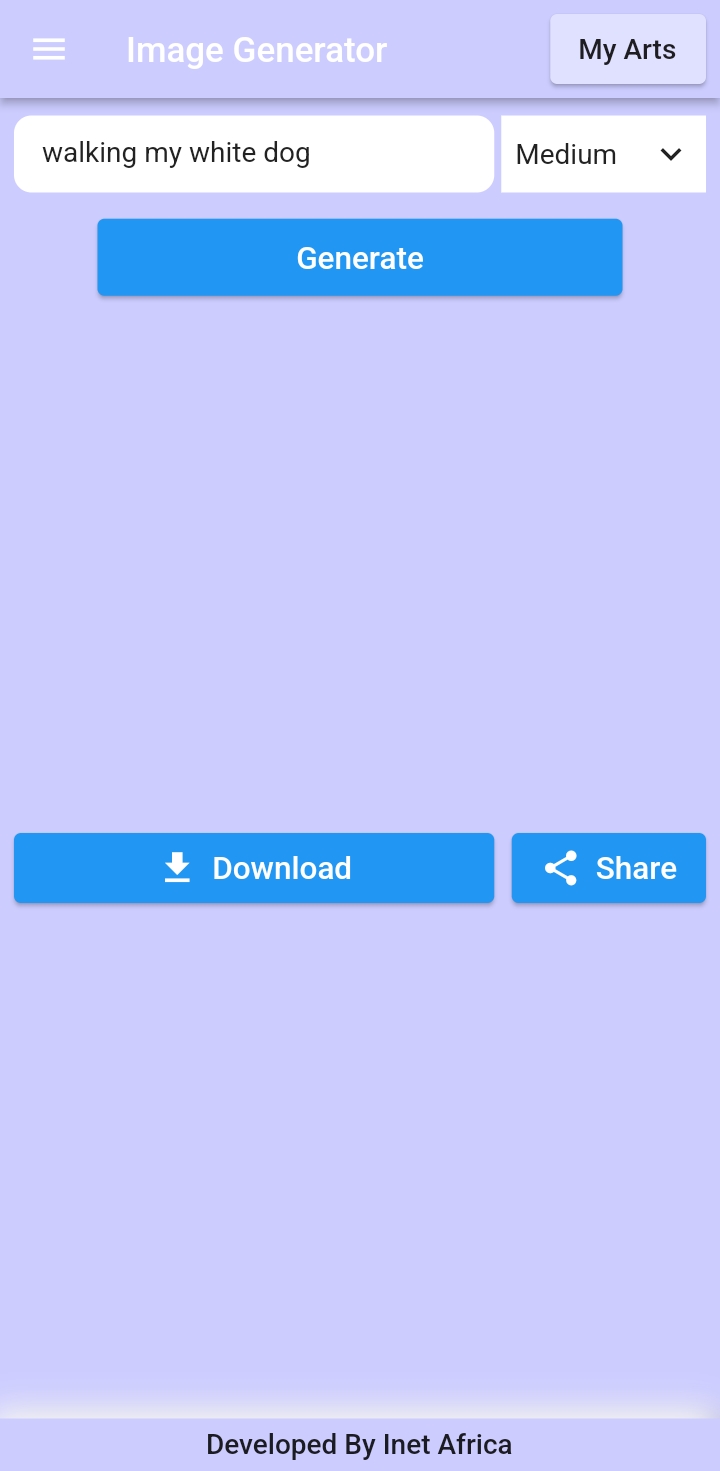 Image Generator
My Arts
walking my white dog
Medium
Generate
Download
Share
Developed By Inet Africa